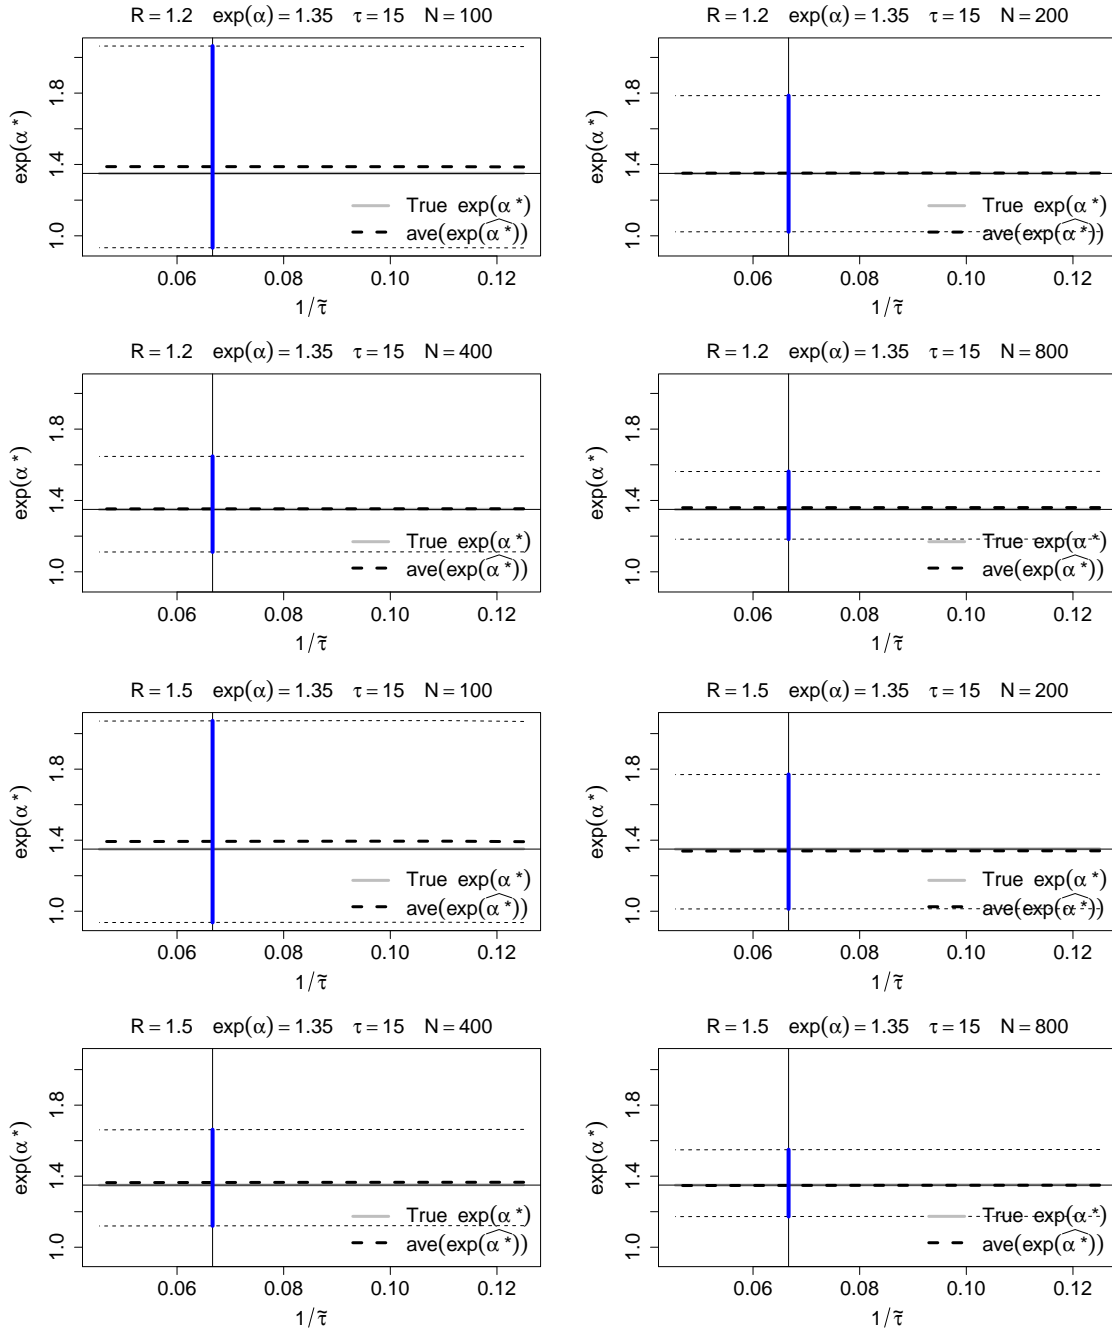 R = 1.2 exp(α) = 1.35 τ = 15 N = 100
exp(α*)
1.0 1.4 1.8
True exp(α*)
ave(exp(α*^))
0.06 0.08 0.10 0.12
1/τ̃
R = 1.2 exp(α) = 1.35 τ = 15 N = 200
exp(α*)
1.0 1.4 1.8
True exp(α*)
ave(exp(α*^))
0.06 0.08 0.10 0.12
1/τ̃
R = 1.2 exp(α) = 1.35 τ = 15 N = 400
exp(α*)
1.0 1.4 1.8
True exp(α*)
ave(exp(α*^))
0.06 0.08 0.10 0.12
1/τ̃
R = 1.2 exp(α) = 1.35 τ = 15 N = 800
exp(α*)
1.0 1.4 1.8
True exp(α*)
ave(exp(α*^))
0.06 0.08 0.10 0.12
1/τ̃
R = 1.5 exp(α) = 1.35 τ = 15 N = 100
exp(α*)
1.0 1.4 1.8
True exp(α*)
ave(exp(α*^))
0.06 0.08 0.10 0.12
1/τ̃
R = 1.5 exp(α) = 1.35 τ = 15 N = 200
exp(α*)
1.0 1.4 1.8
True exp(α*)
ave(exp(α*^))
0.06 0.08 0.10 0.12
1/τ̃
R = 1.5 exp(α) = 1.35 τ = 15 N = 400
exp(α*)
1.0 1.4 1.8
True exp(α*)
ave(exp(α*^))
0.06 0.08 0.10 0.12
1/τ̃
R = 1.5 exp(α) = 1.35 τ = 15 N = 800
exp(α*)
1.0 1.4 1.8
True exp(α*)
ave(exp(α*^))
0.06 0.08 0.10 0.12
1/τ̃